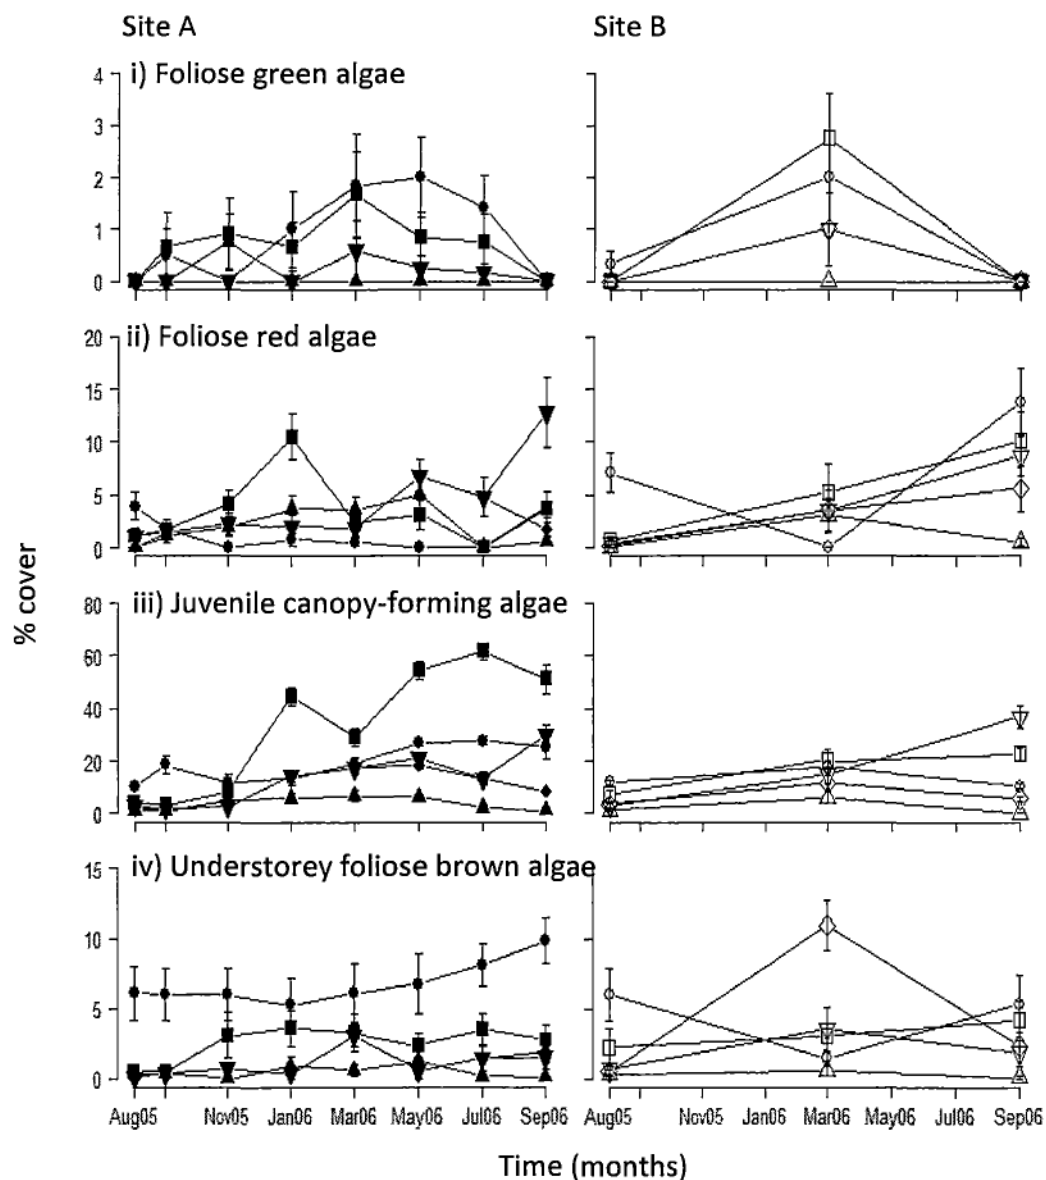 Site A
Site B
i) Foliose green algae
4
3
2
1
0
ii) Foliose red algae
20
15
10
5
0
iii) Juvenile canopy-forming algae
80
60
40
20
0
iv) Understorey foliose brown algae
15
10
5
0
% cover
Aug05 Nov05 Jan06 Mar06 May06 Jul06 Sep06
Aug05 Nov05 Jan06 Mar06 May06 Jul06 Sep06
Time (months)